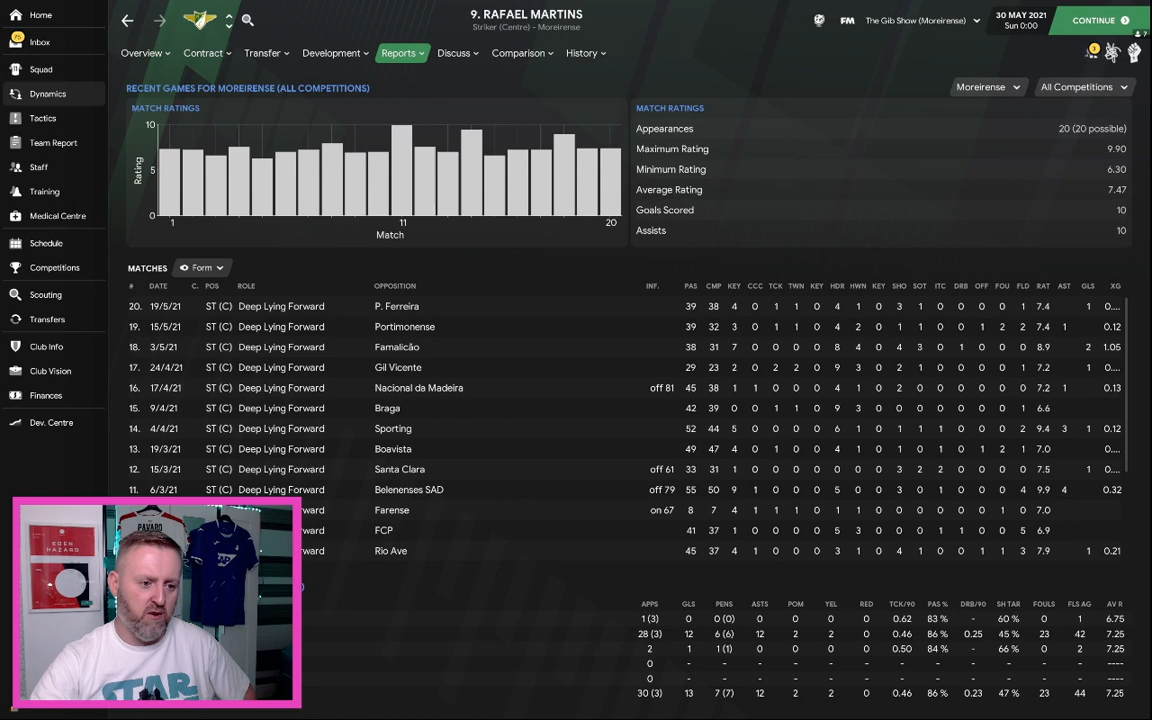 Home
75
Inbox
Squad
Dynamics
Tactics
Team Report
Staff
Training
Medical Centre
Schedule
Competitions
Scouting
Transfers
Club Info
Club Vision
Finances
Dev. Centre
9. RAFAEL MARTINS
Striker (Centre) - Moreirense
FM The Gib Show (Moreirense)
30 MAY 2021
Sun 0:00
CONTINUE
7
3
Overview Contract Transfer Development Reports Discuss Comparison History
RECENT GAMES FOR MOREIRENSE (ALL COMPETITIONS)
Moreirense All Competitions
MATCH RATINGS
10
5
0
Rating
1 11 20
Match
MATCH RATINGS
Appearances 20 (20 possible)
Maximum Rating 9.90
Minimum Rating 6.30
Average Rating 7.47
Goals Scored 10
Assists 10
MATCHES Form
# DATE C. POS ROLE OPPOSITION INF. PAS CMP KEY CCC TCK TWN KEY HDR HWN KEY SHO SOT ITC DRB OFF FOU FLD RAT AST GLS XG
20. 19/5/21 ST (C) Deep Lying Forward P. Ferreira 39 38 4 0 1 1 0 4 1 0 3 1 0 0 0 0 1 7.4 1 0....
19. 15/5/21 ST (C) Deep Lying Forward Portimonense 39 32 3 0 1 1 0 4 2 0 1 1 0 0 1 2 2 7.4 1 0.12
18. 3/5/21 ST (C) Deep Lying Forward Famalicão 38 31 7 0 0 0 0 8 4 0 4 3 0 1 0 0 0 8.9 2 1.05
17. 24/4/21 ST (C) Deep Lying Forward Gil Vicente 29 23 2 0 2 2 0 9 3 0 1 1 0 0 0 0 1 7.2 1 0....
16. 17/4/21 ST (C) Deep Lying Forward Nacional da Madeira off 81 45 38 1 1 0 0 0 4 1 0 2 0 0 0 0 0 0 7.2 1 0.13
15. 9/4/21 ST (C) Deep Lying Forward Braga 42 39 0 0 1 1 0 9 3 0 0 0 0 0 0 0 1 6.6
14. 4/4/21 ST (C) Deep Lying Forward Sporting 52 44 5 0 0 0 0 6 1 0 1 1 1 0 0 0 2 9.4 3 1 0.12
13. 19/3/21 ST (C) Deep Lying Forward Boavista 49 47 4 0 1 1 0 4 1 0 1 0 0 0 1 2 1 7.0 0....
12. 15/3/21 ST (C) Deep Lying Forward Santa Clara off 61 33 31 1 0 0 0 0 0 0 0 3 2 2 0 0 0 0 7.5 1 0....
11. 6/3/21 ST (C) Deep Lying Forward Belenenses SAD off 79 55 50 9 1 0 0 0 5 0 0 3 0 1 0 0 0 4 9.9 4 0.32
orward Farense on 67 8 7 4 1 1 1 0 1 1 0 0 0 0 0 0 1 0 7.0
orward FCP 41 37 1 0 0 0 0 5 3 0 0 0 1 1 0 0 5 6.9
orward Rio Ave 45 37 4 1 0 0 0 3 1 0 4 1 0 0 1 1 3 7.9 1 0.21
)
APPS GLS PENS ASTS POM YEL RED TCK/90 PAS % DRB/90 SH TAR FOULS FLS AG AV R
1 (3) 0 0 (0) 0 0 0 0 0.62 83 % - 60 % 0 1 6.75
28 (3) 12 6 (6) 12 2 2 0 0.46 86 % 0.25 45 % 23 42 7.25
2 1 1 (1) 0 0 0 0 0.50 84 % - 66 % 0 2 7.25
0 - - - - - - - - - - - - ----
0 - - - - - - - - - - - - ----
30 (3) 13 7 (7) 12 2 2 0 0.46 86 % 0.23 47 % 23 44 7.25
EDEN
HAZARD
PAVARD
SAP
STAR